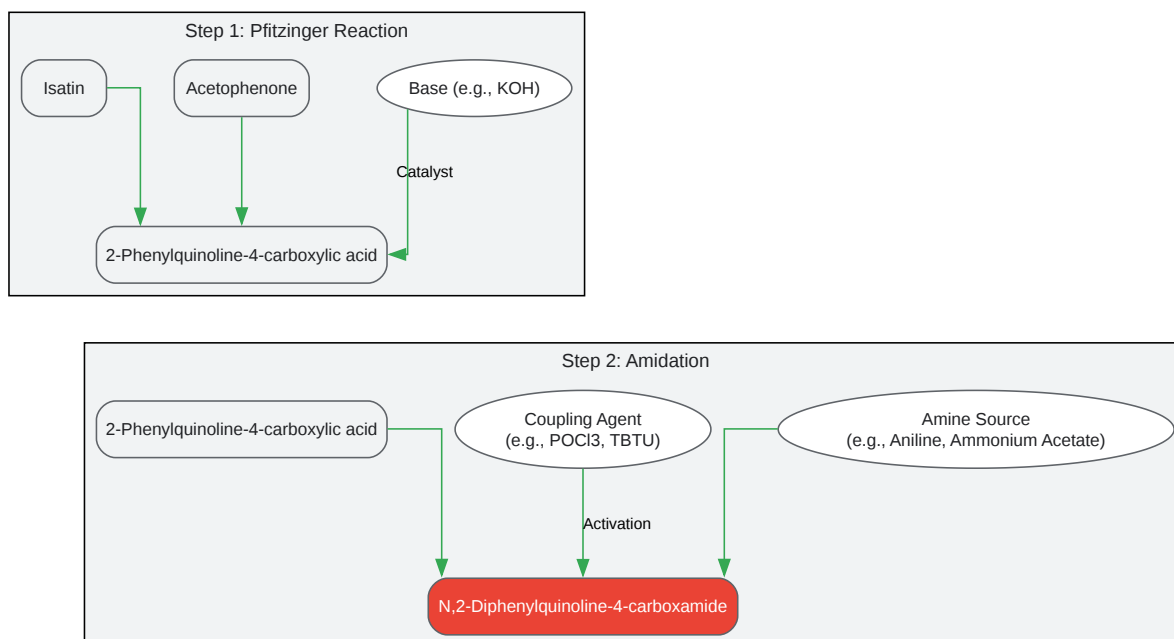 Step 1: Pfitzinger Reaction
Isatin
Acetophenone
Base (e.g., KOH)
Catalyst
2-Phenylquinoline-4-carboxylic acid
Step 2: Amidation
2-Phenylquinoline-4-carboxylic acid
Coupling Agent
(e.g., POCl3, TBTU)
Amine Source
(e.g., Aniline, Ammonium Acetate)
Activation
N,2-Diphenylquinoline-4-carboxamide